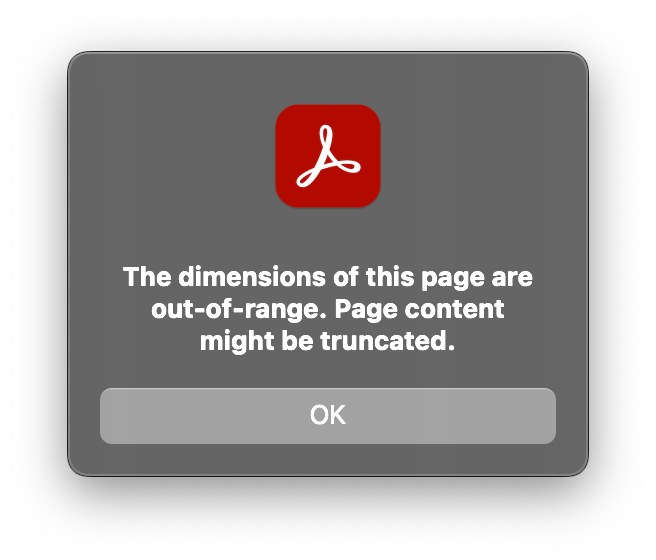 The dimensions of this page are
out-of-range. Page content
might be truncated.
OK